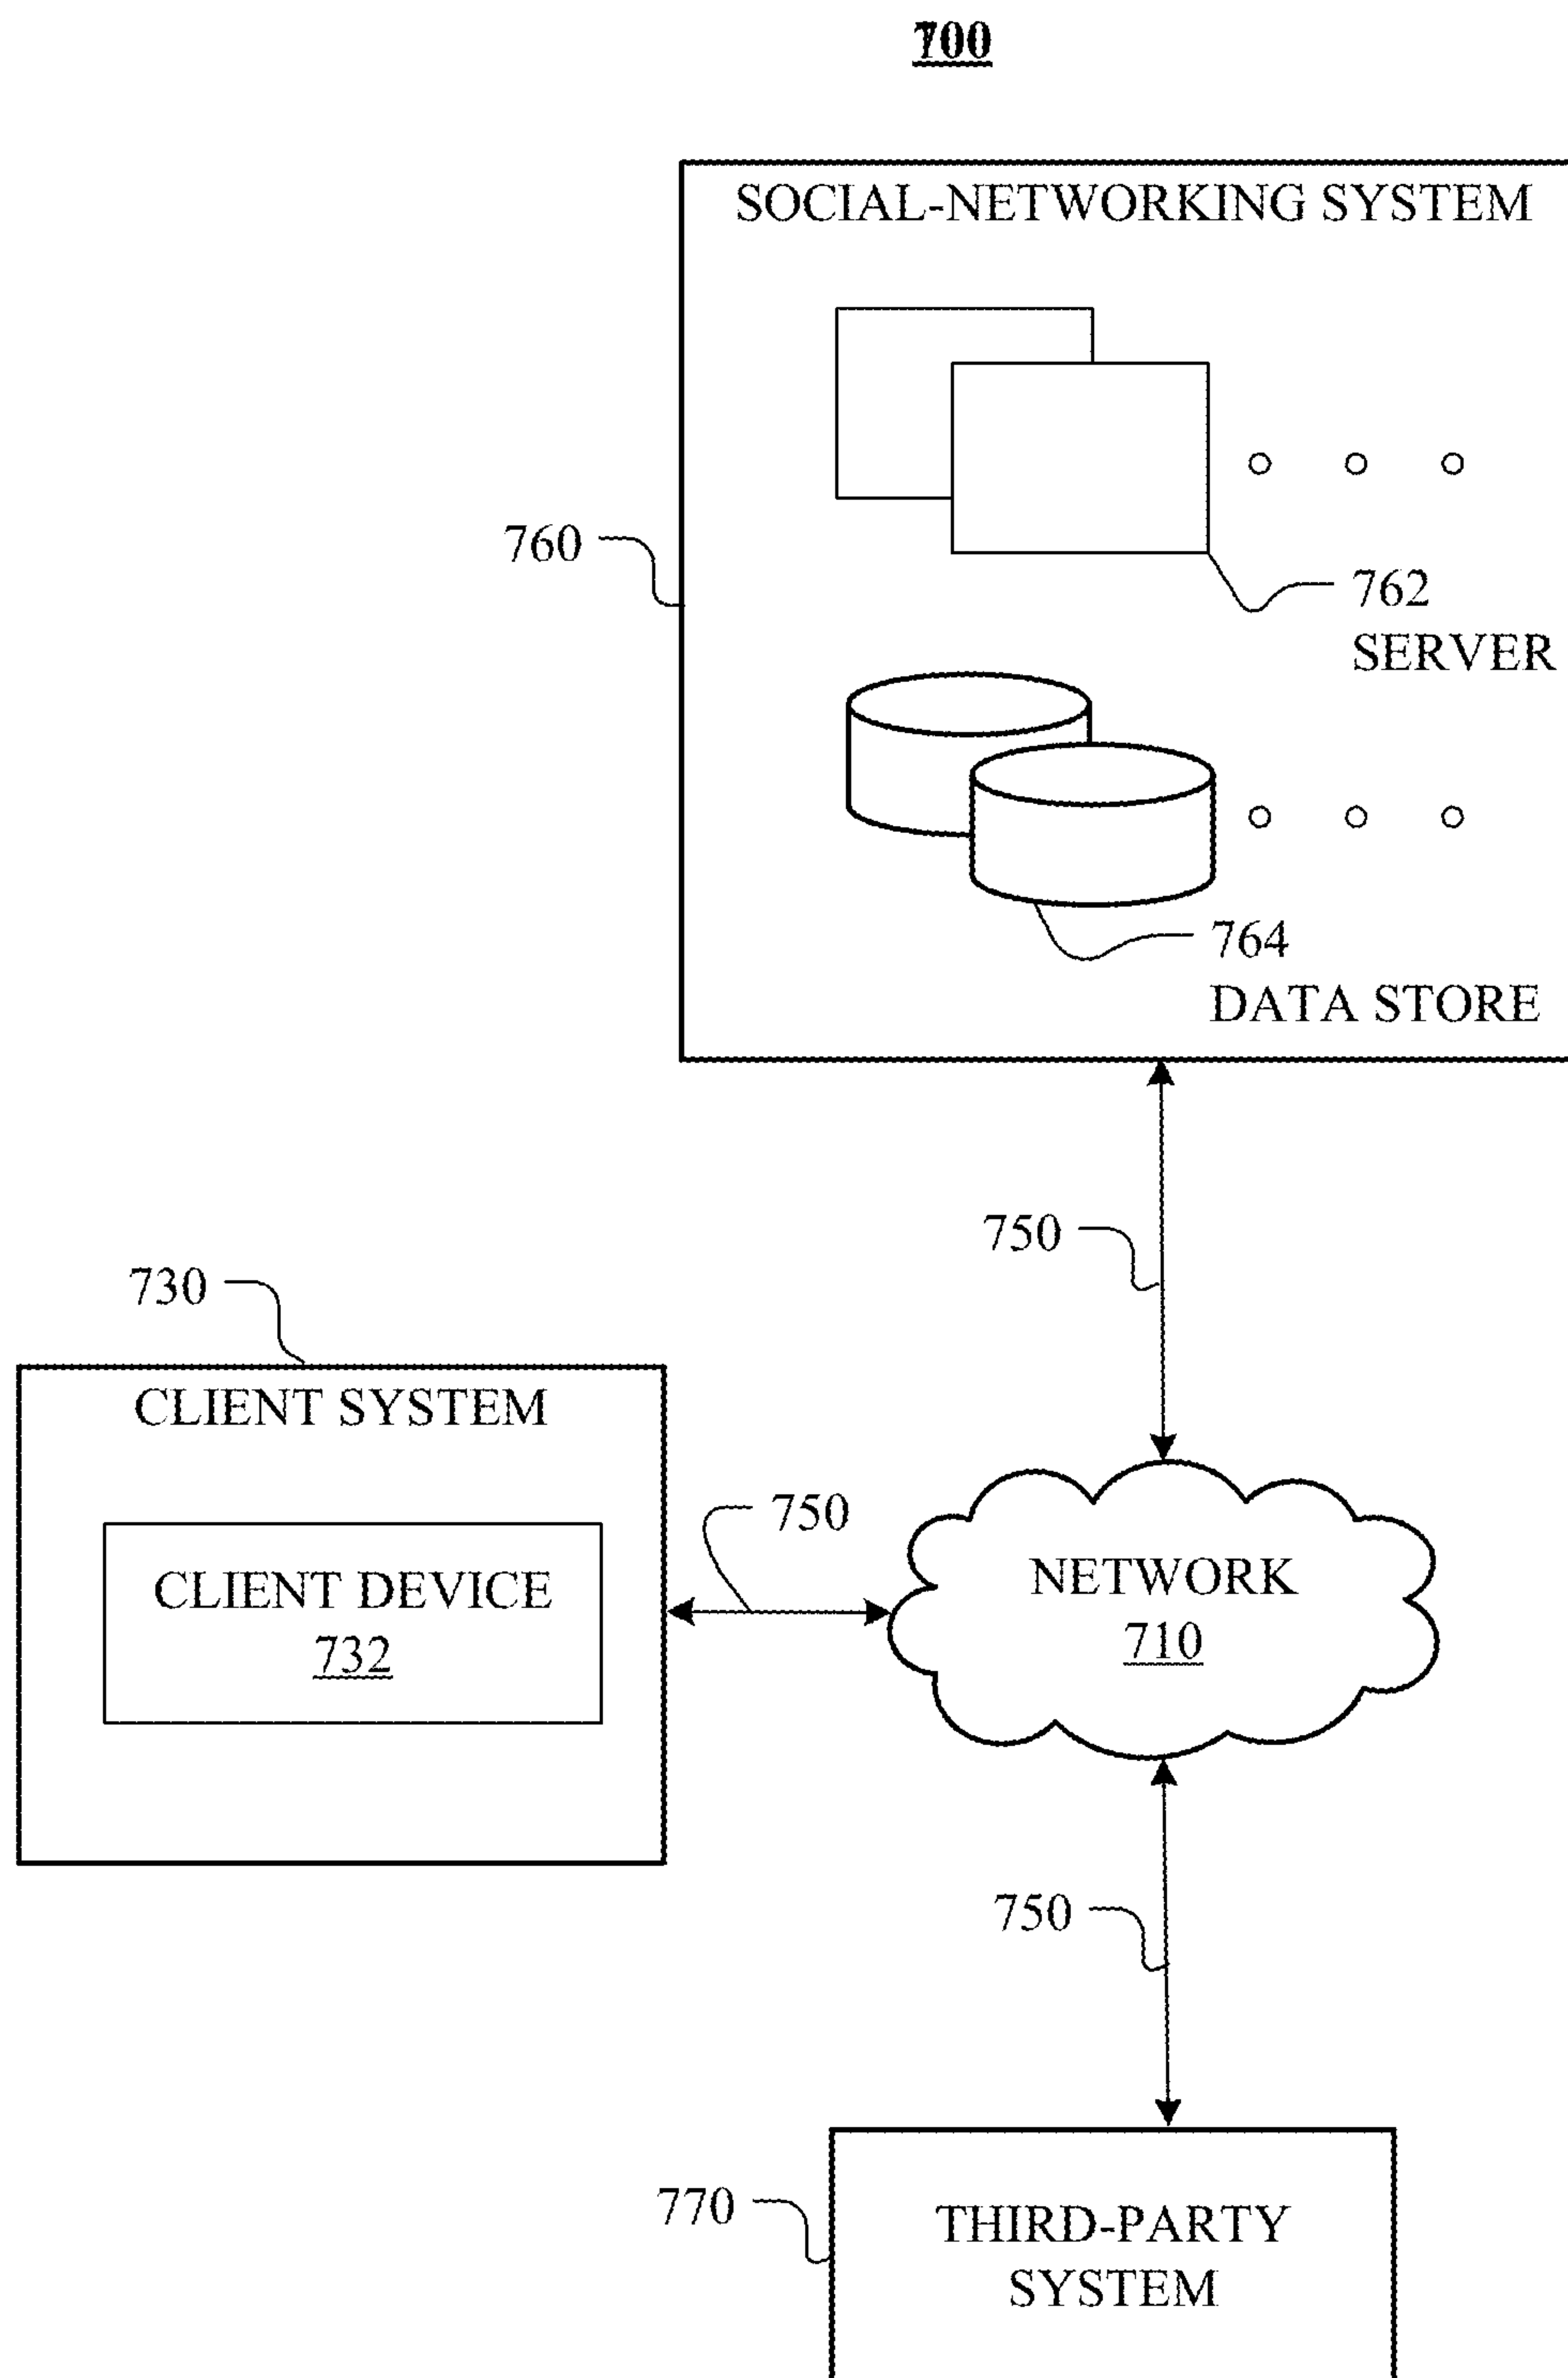 700
SOCIAL-NETWORKING SYSTEM
760
762
SERVER
764
DATA STORE
750
730
CLIENT SYSTEM
750
CLIENT DEVICE
732
NETWORK
710
750
770
THIRD-PARTY
SYSTEM